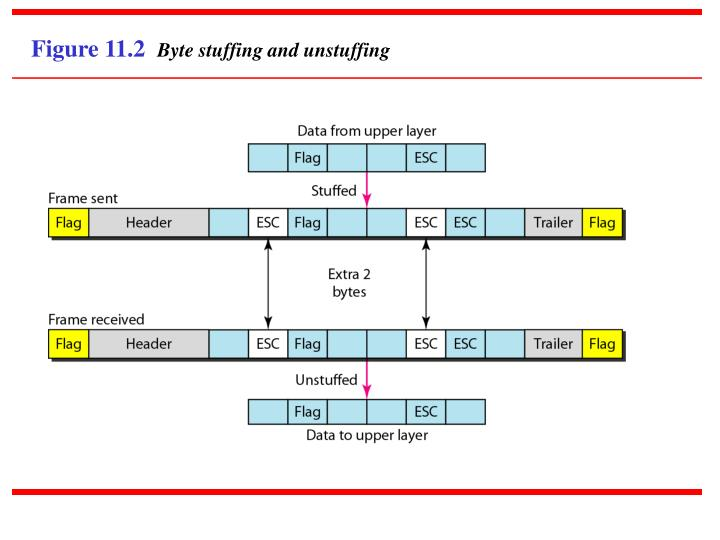 Figure 11.2 Byte stuffing and unstuffing
Data from upper layer
Flag ESC
Stuffed
Frame sent
Flag Header ESC Flag ESC ESC Trailer Flag
Extra 2
bytes
Frame received
Flag Header ESC Flag ESC ESC Trailer Flag
Unstuffed
Flag ESC
Data to upper layer